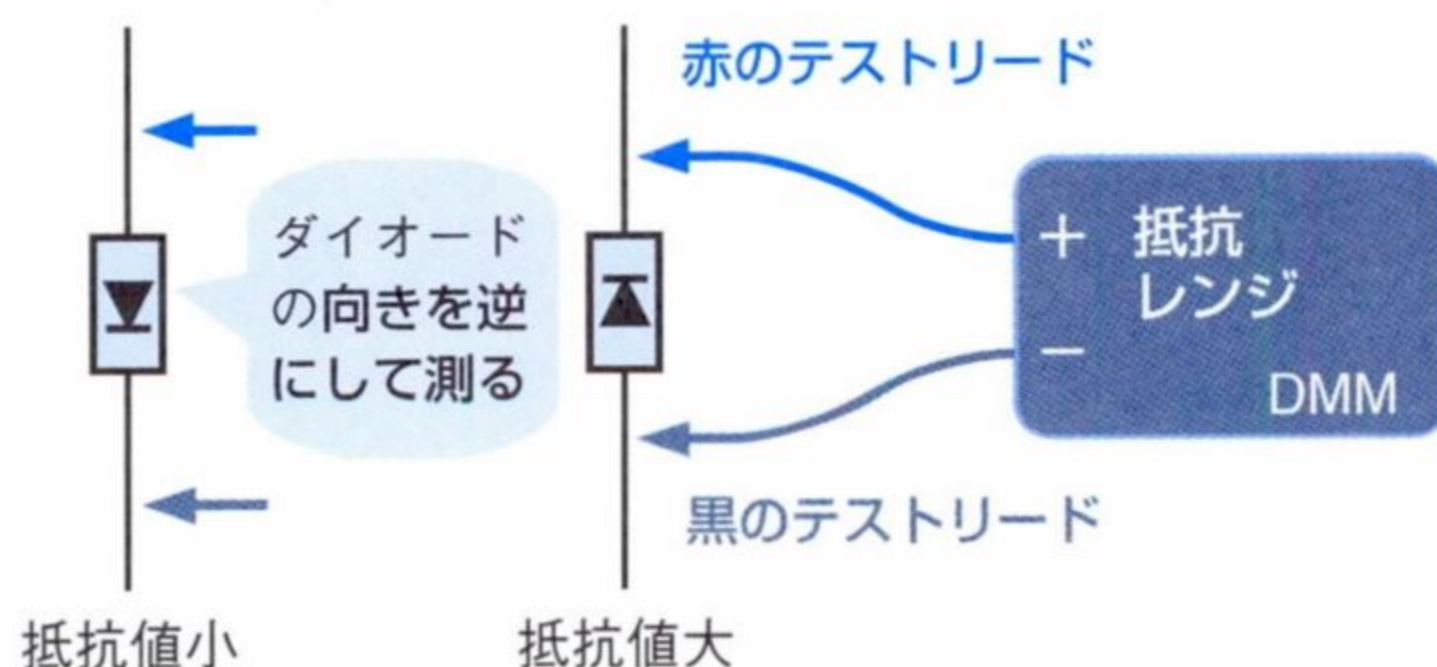 赤のテストリード
ダイオード
の向きを逆
にして測る
+ 抵抗
レンジ
−
DMM
黒のテストリード
抵抗値小
抵抗値大